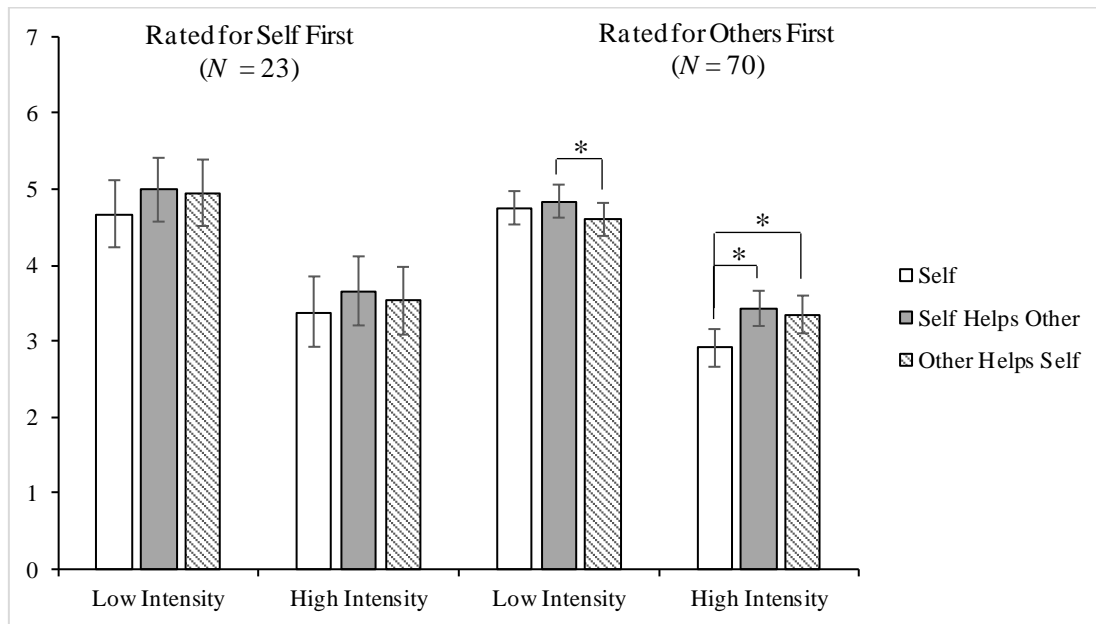 Rated for Self First
(N = 23)
Rated for Others First
(N = 70)
7
6
5
4
3
2
1
0
*
*
*
Self
Self Helps Other
Other Helps Self
Low Intensity
High Intensity
Low Intensity
High Intensity